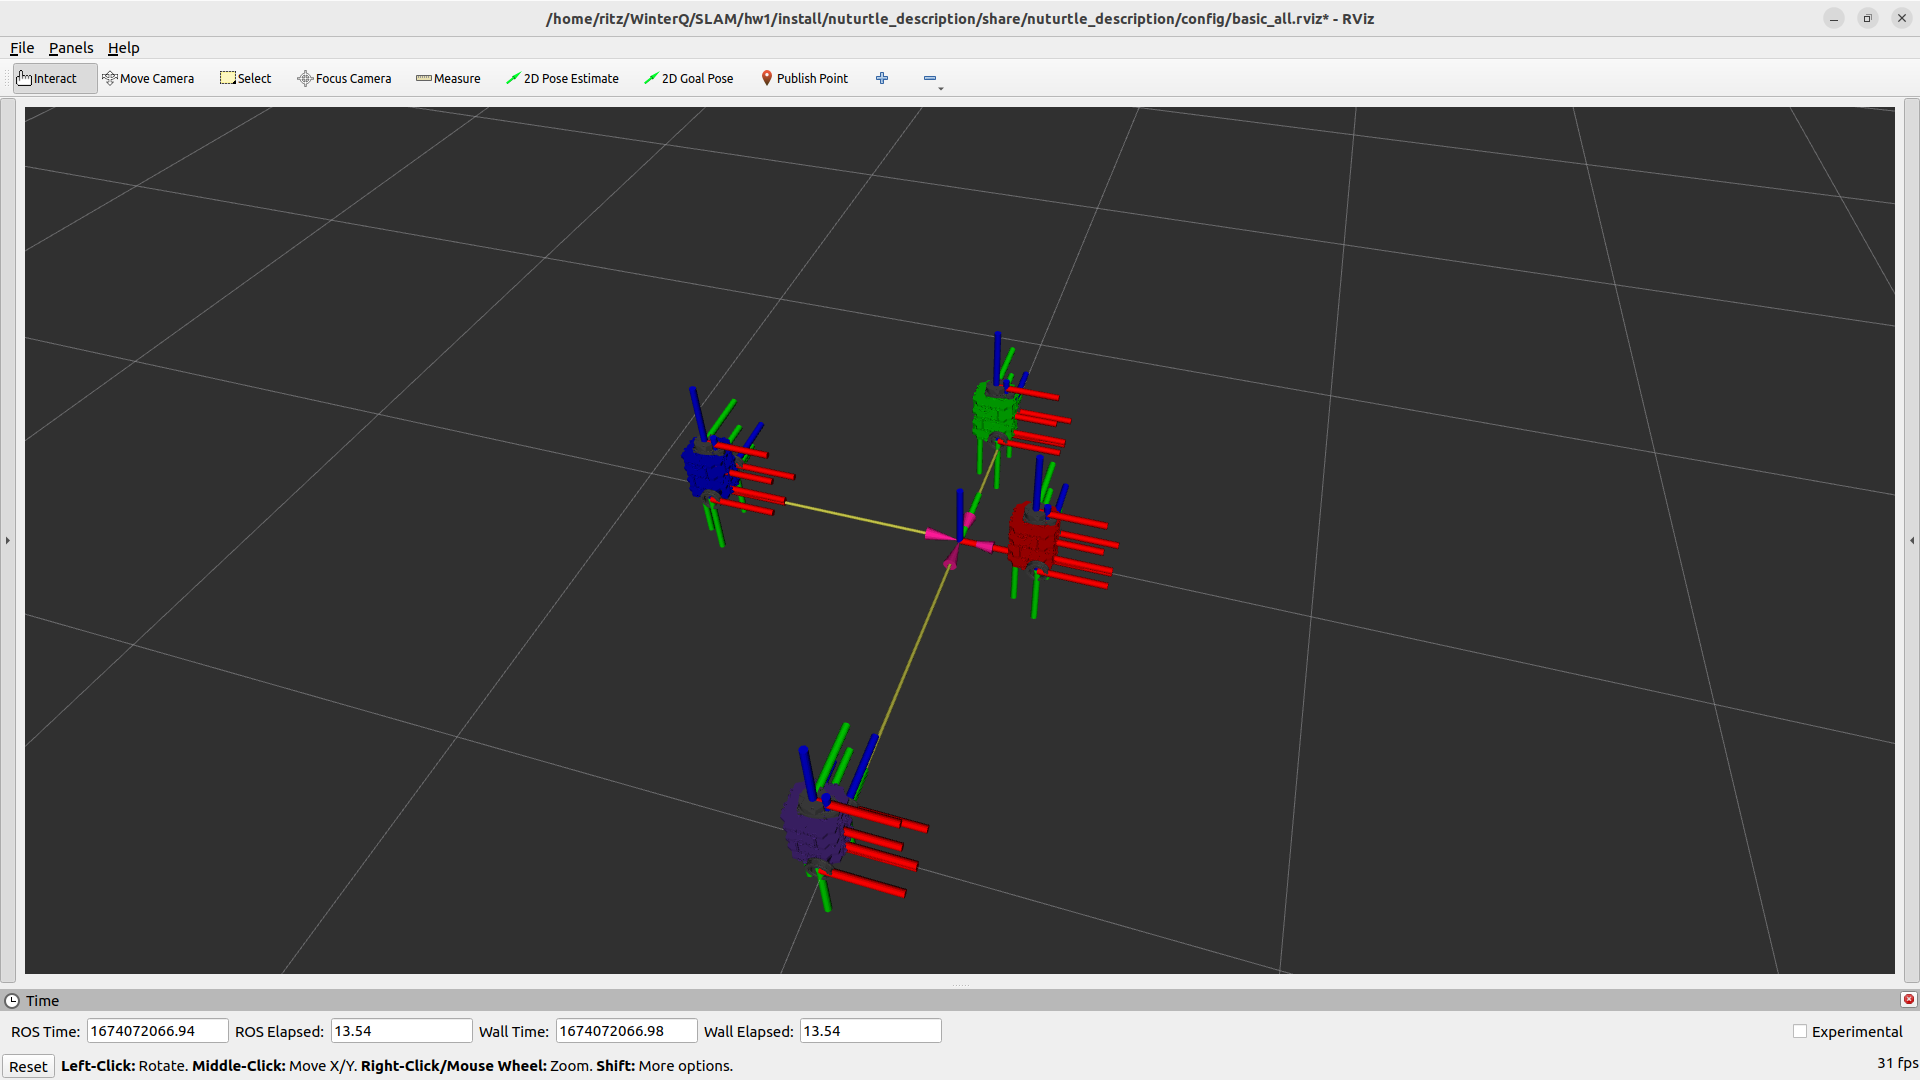 /home/ritz/WinterQ/SLAM/hw1/install/nuturtle_description/share/nuturtle_description/config/basic_all.rviz* - RViz
File Panels Help
Interact Move Camera Select Focus Camera Measure 2D Pose Estimate 2D Goal Pose Publish Point
Time
ROS Time: 1674072066.94 ROS Elapsed: 13.54 Wall Time: 1674072066.98 Wall Elapsed: 13.54 Experimental
Reset Left-Click: Rotate. Middle-Click: Move X/Y. Right-Click/Mouse Wheel: Zoom. Shift: More options. 31 fps